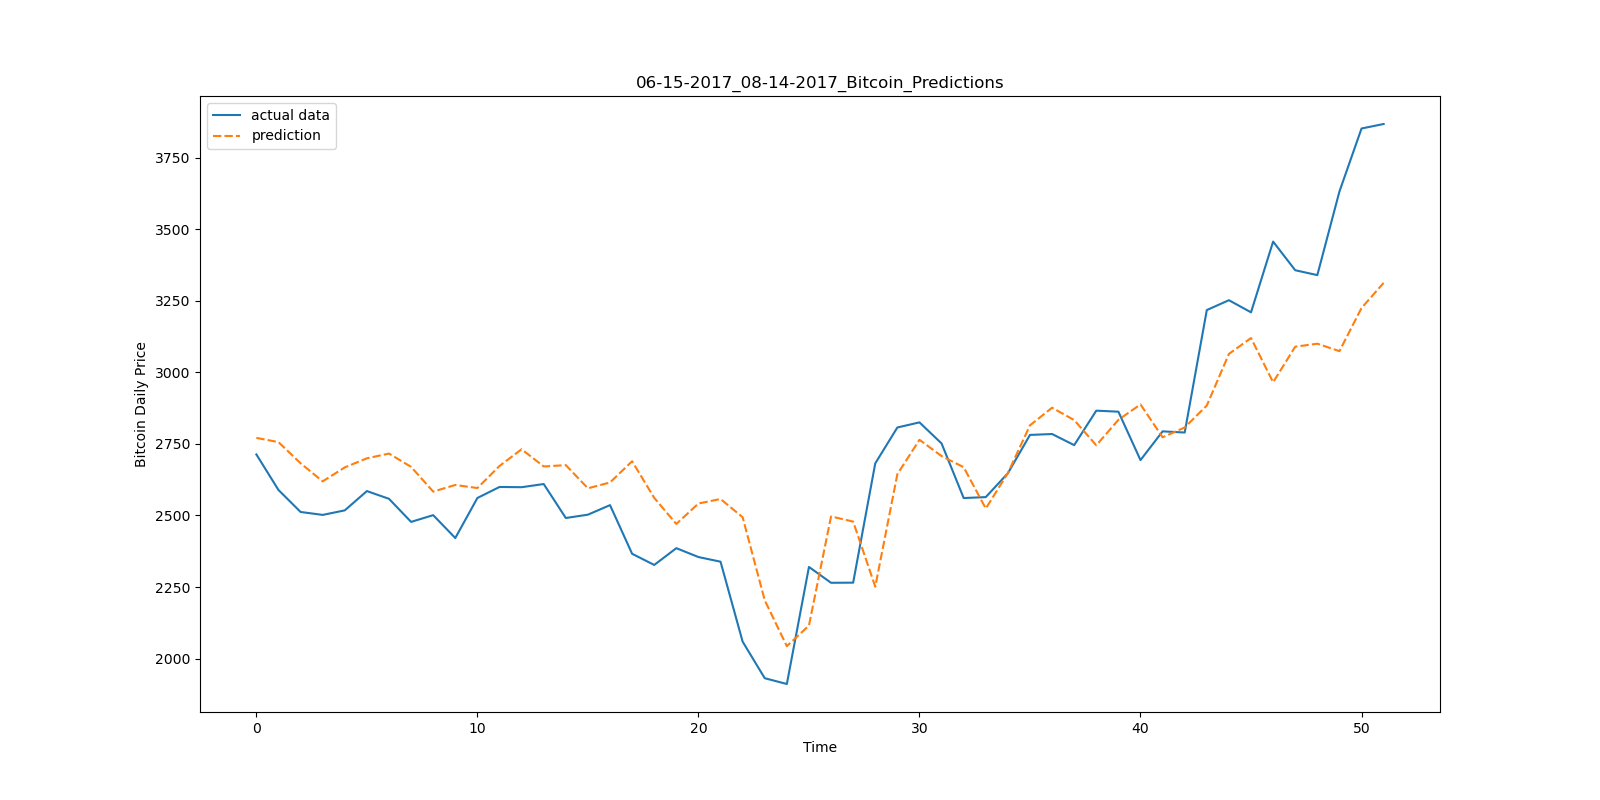 06-15-2017_08-14-2017_Bitcoin_Predictions
actual data
prediction
Bitcoin Daily Price
3750
3500
3250
3000
2750
2500
2250
2000
0 10 20 30 40 50
Time